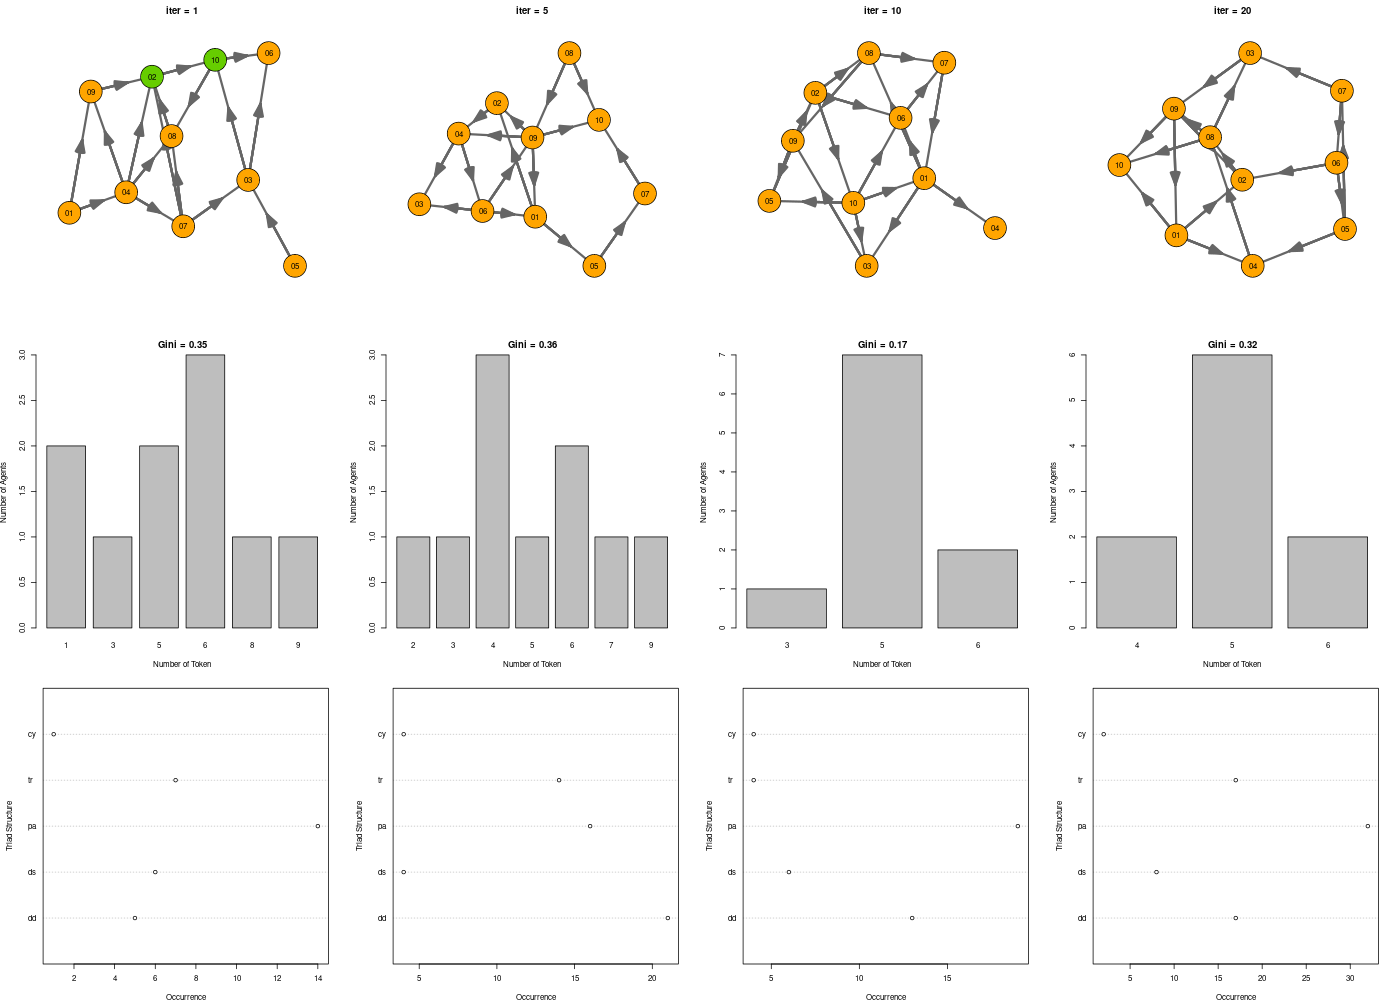 iter = 1
iter = 5
iter = 10
iter = 20
10
06
02
09
08
04
03
01
07
05
08
02
10
04
09
07
03
06
01
05
08
07
02
06
09
01
05
10
04
03
03
07
09
08
06
10
02
05
01
04
Gini = 0.35
Number of Agents
3.0
2.5
2.0
1.5
1.0
0.5
0.0
1 3 5 6 8 9
Number of Token
Gini = 0.36
Number of Agents
3.0
2.5
2.0
1.5
1.0
0.5
0.0
2 3 4 5 6 7 9
Number of Token
Gini = 0.17
Number of Agents
7
6
5
4
3
2
1
0
3 5 6
Number of Token
Gini = 0.32
Number of Agents
6
5
4
3
2
1
0
4 5 6
Number of Token
Triad Structure
cy
tr
pa
ds
dd
2 4 6 8 10 12 14
Occurrence
Triad Structure
cy
tr
pa
ds
dd
5 10 15 20
Occurrence
Triad Structure
cy
tr
pa
ds
dd
5 10 15
Occurrence
Triad Structure
cy
tr
pa
ds
dd
5 10 15 20 25 30
Occurrence